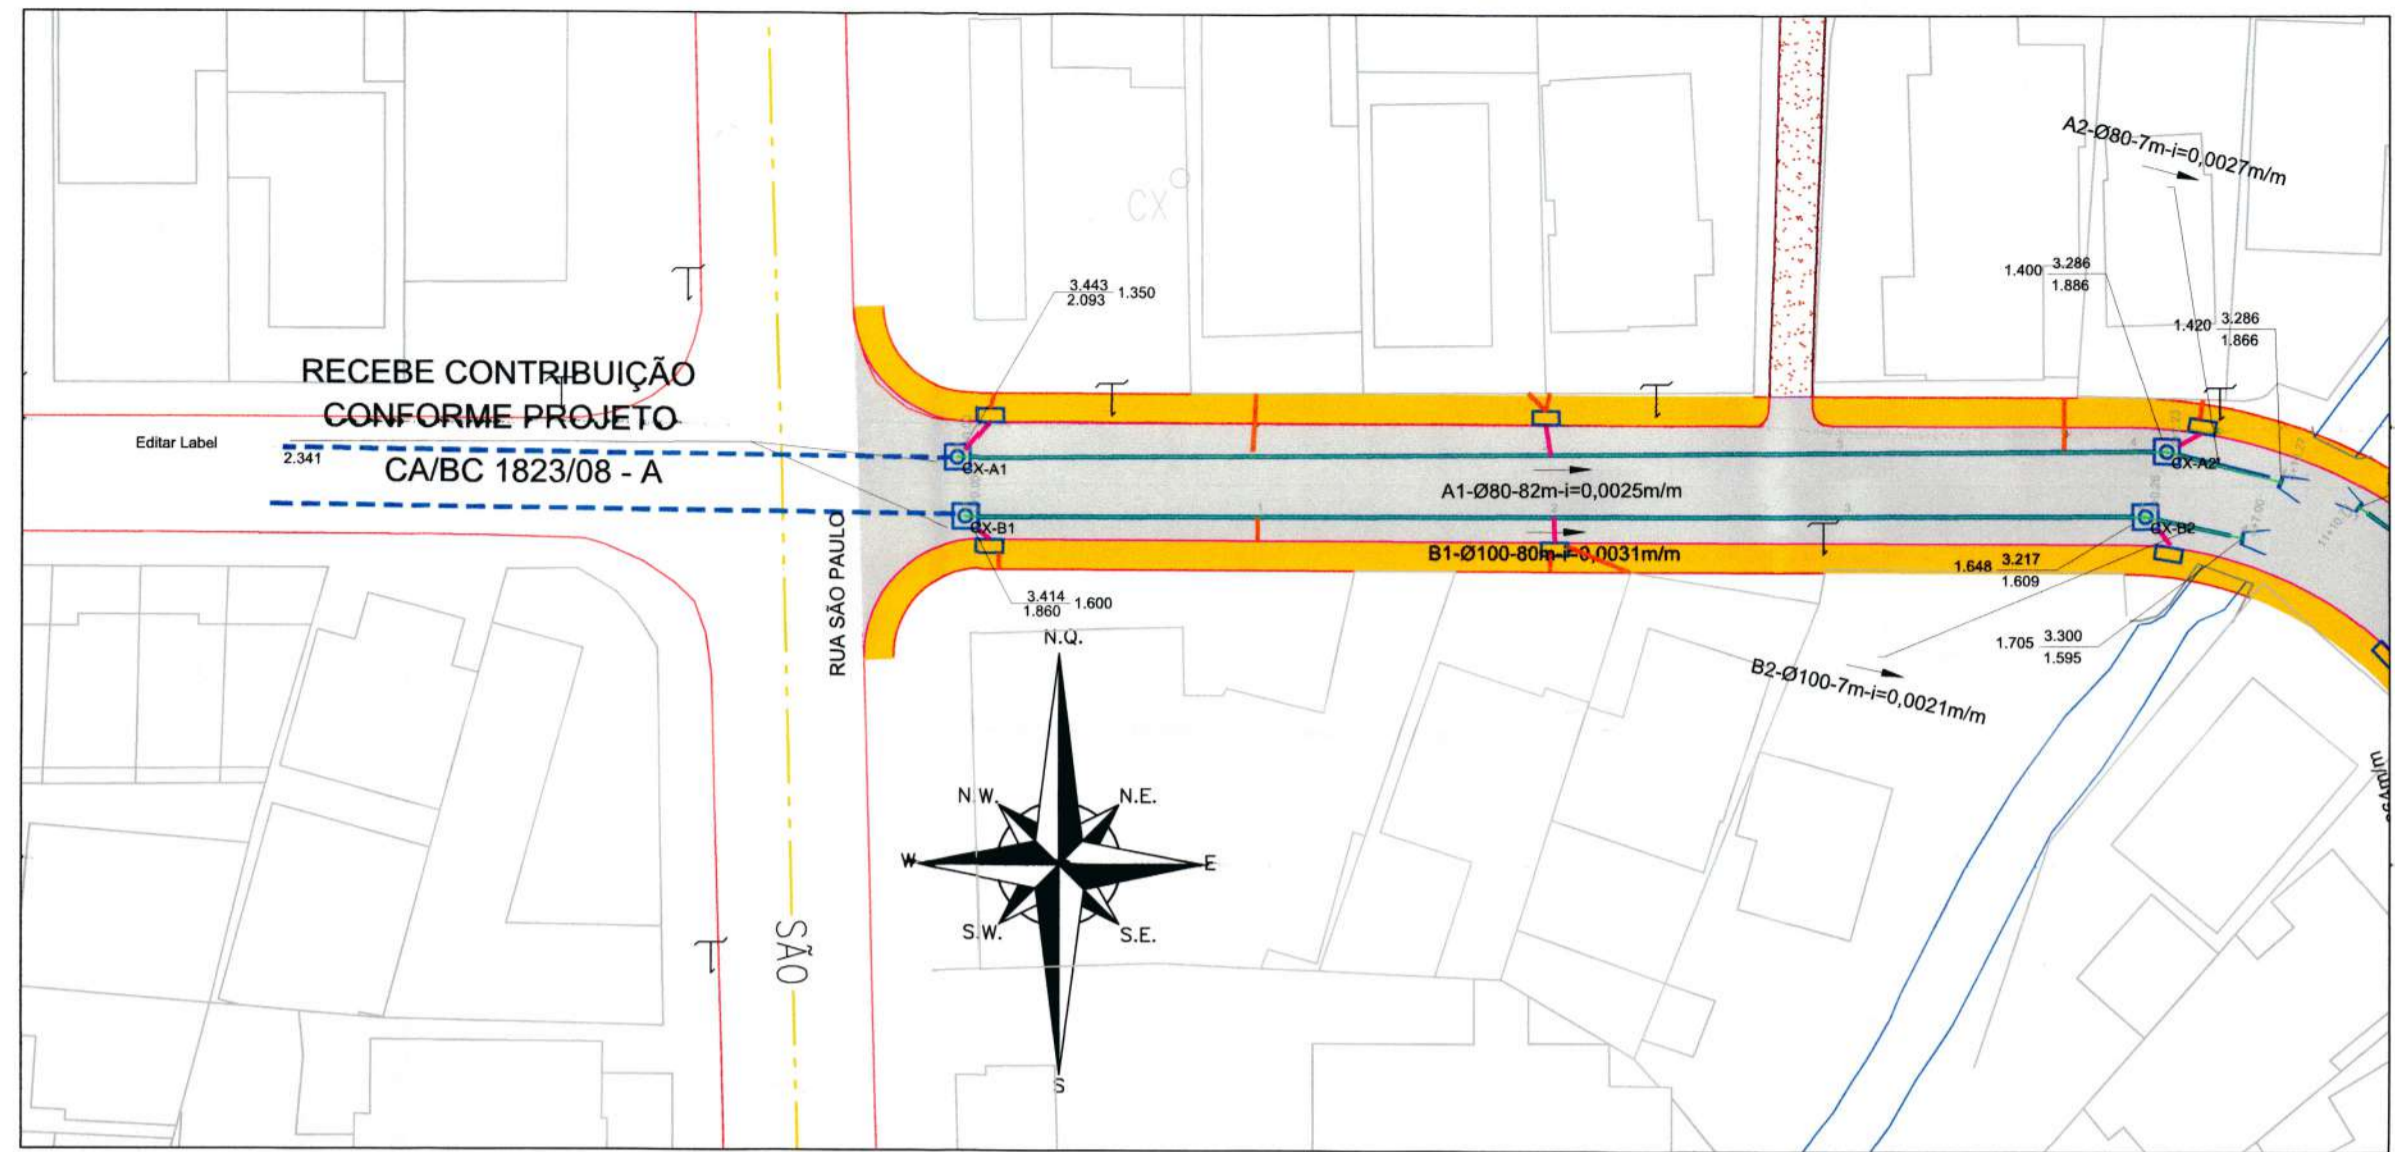 A2-Ø80-7m-i=0,0027m/m
CX
1.400 3.286
1.886
3.443
2.093 1.350
1.420 3.286
1.866
RECEBE CONTRIBUIÇÃO
CONFORME PROJETO
Editar Label
2.341
CA/BC 1823/08 - A
CX-A1
CX-A2
A1-Ø80-82m-i=0,0025m/m
CX-B1
CX-B2
B1-Ø100-80m-i=0,0031m/m
RUA SÃO PAULO
1.648 3.217
1.609
3.414
1.860 1.600
1.705 3.300
1.595
B2-Ø100-7m-i=0,0021m/m
N.Q.
N.W.
N.E.
W
E
S.W.
S.E.
S
SÃO